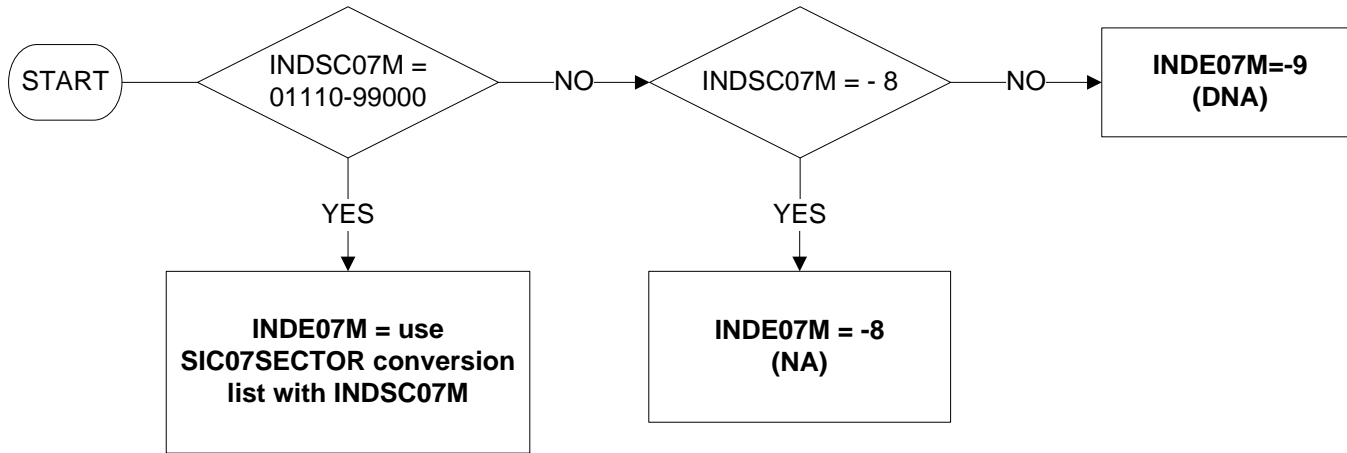 START
INDSC07M =
01110-99000
NO
INDSC07M = - 8
NO
INDE07M=-9
(DNA)
YES
YES
INDE07M = use
SIC07SECTOR conversion
list with INDSC07M
INDE07M = -8
(NA)